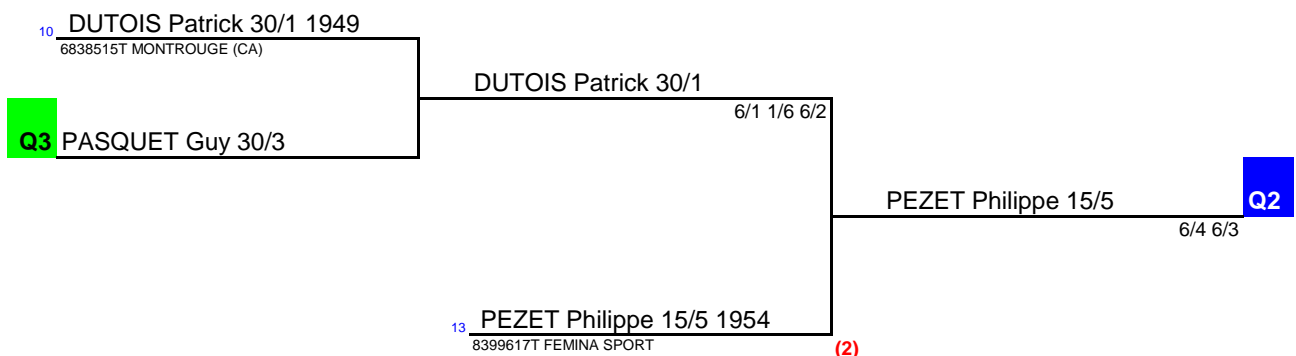 10 DUTOIS Patrick 30/1 1949
6838515T MONTROUGE (CA)
DUTOIS Patrick 30/1
6/1 1/6 6/2
Q3 PASQUET Guy 30/3
PEZET Philippe 15/5 Q2
6/4 6/3
13 PEZET Philippe 15/5 1954
8399617T FEMINA SPORT
(2)